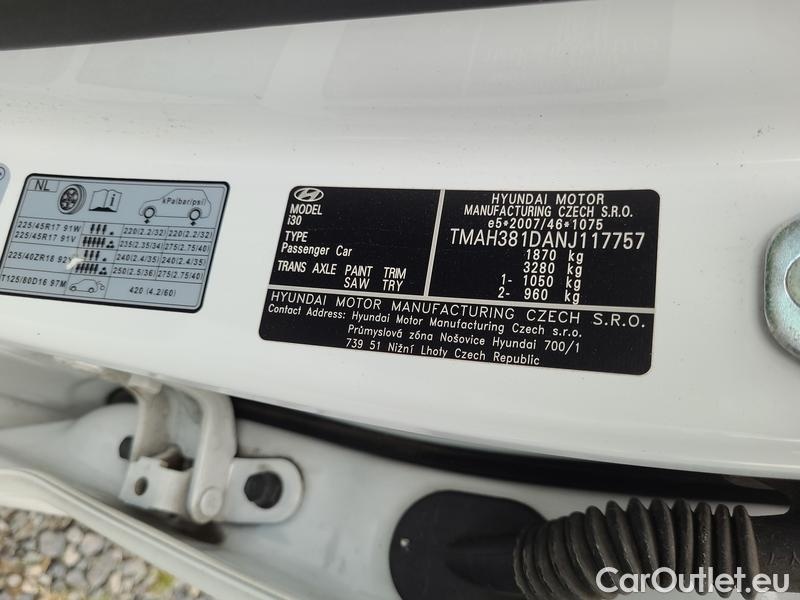 NL
kPa(bar/psi)
225/45R17 91W 220(2.2/32) 220(2.2/32)
225/45R17 91V 235(2.35/34) 275(2.75/40)
225/40ZR18 92Y 240(2.4/35) 240(2.4/35)
250(2.5/36) 275(2.75/40)
T125/80D16 97M 420 (4.2/60)
MODEL
i30
TYPE
Passenger Car
TRANS AXLE PAINT TRIM
SAW TRY
HYUNDAI MOTOR
MANUFACTURING CZECH S.R.O.
e5*2007/46*1075
TMAH381DANJ117757
1870 kg
3280 kg
1- 1050 kg
2- 960 kg
HYUNDAI MOTOR MANUFACTURING CZECH S.R.O.
Contact Address: Hyundai Motor Manufacturing Czech s.r.o.
Průmyslová zóna Nošovice Hyundai 700/1
739 51 Nižní Lhoty Czech Republic
CarOutlet.eu